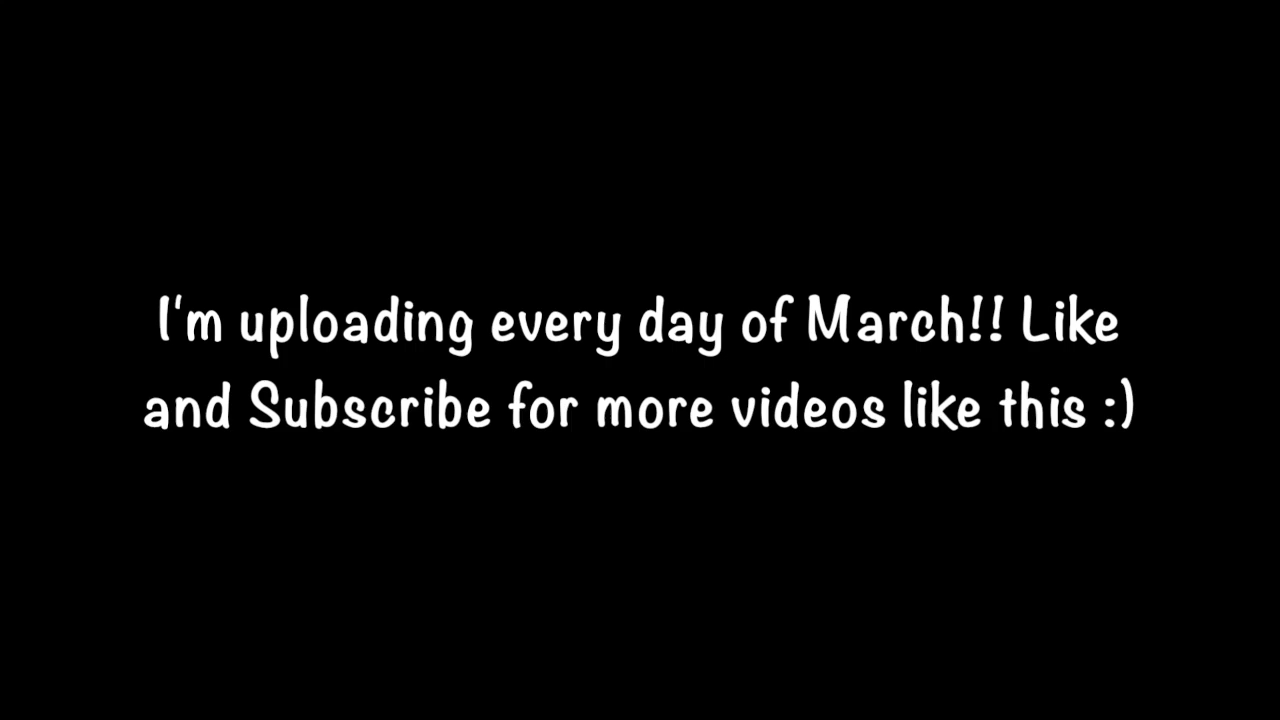 I'm uploading every day of March!! Like
and Subscribe for more videos like this :)